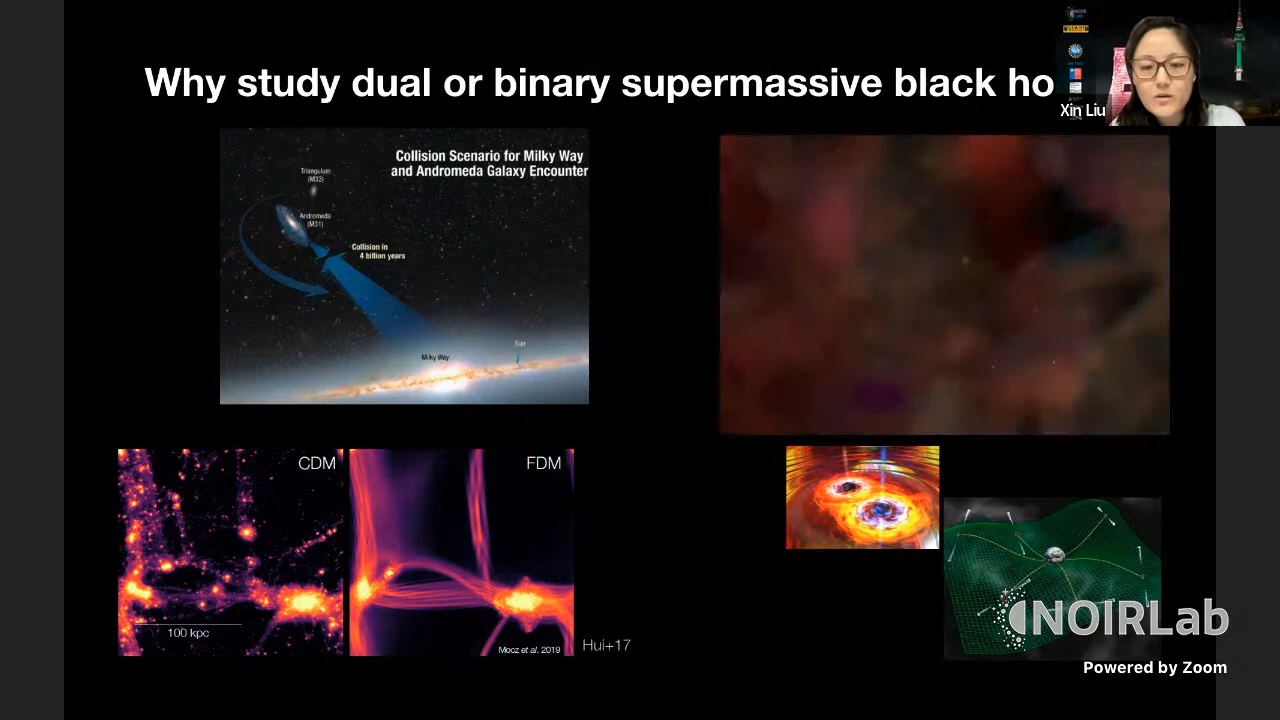 Why study dual or binary supermassive black ho
Xin Liu
Collision Scenario for Milky Way
and Andromeda Galaxy Encounter
Triangulum
(M33)
Andromeda
(M31)
Collision in
4 billion years
Milky Way
Sun
CDM
FDM
100 kpc
Mocz et al. 2019
Hui+17
NOIRLab
Powered by Zoom